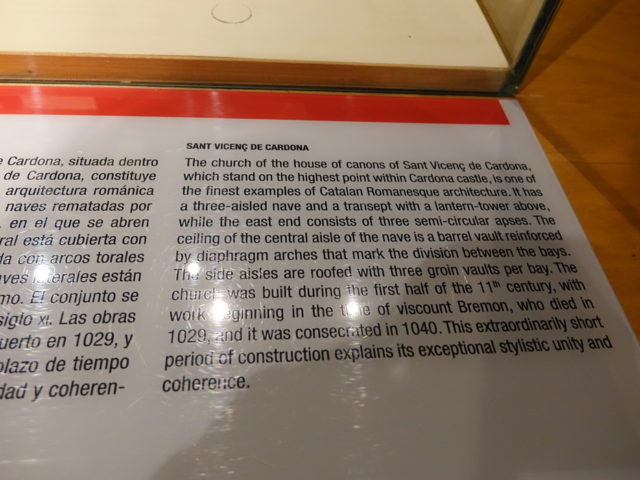 e Cardona, situada dentro
de Cardona, constituye
arquitectura románica
naves rematadas por
en el que se abren
ral está cubierta con
da con arcos torales
aves laterales están
mo. El conjunto se
siglo XI. Las obras
uerto en 1029, y
plazo de tiempo
dad y coheren-
SANT VICENÇ DE CARDONA
The church of the house of canons of Sant Vicenç de Cardona,
which stand on the highest point within Cardona castle, is one of
the finest examples of Catalan Romanesque architecture. It has
a three-aisled nave and a transept with a lantern-tower above,
while the east end consists of three semi-circular apses. The
ceiling of the central aisle of the nave is a barrel vault reinforced
by diaphragm arches that mark the division between the bays.
The side aisles are roofed with three groin vaults per bay. The
church was built during the first half of the 11th century, with
work beginning in the time of viscount Bremon, who died in
1029, and it was consecrated in 1040. This extraordinarily short
period of construction explains its exceptional stylistic unity and
coherence.